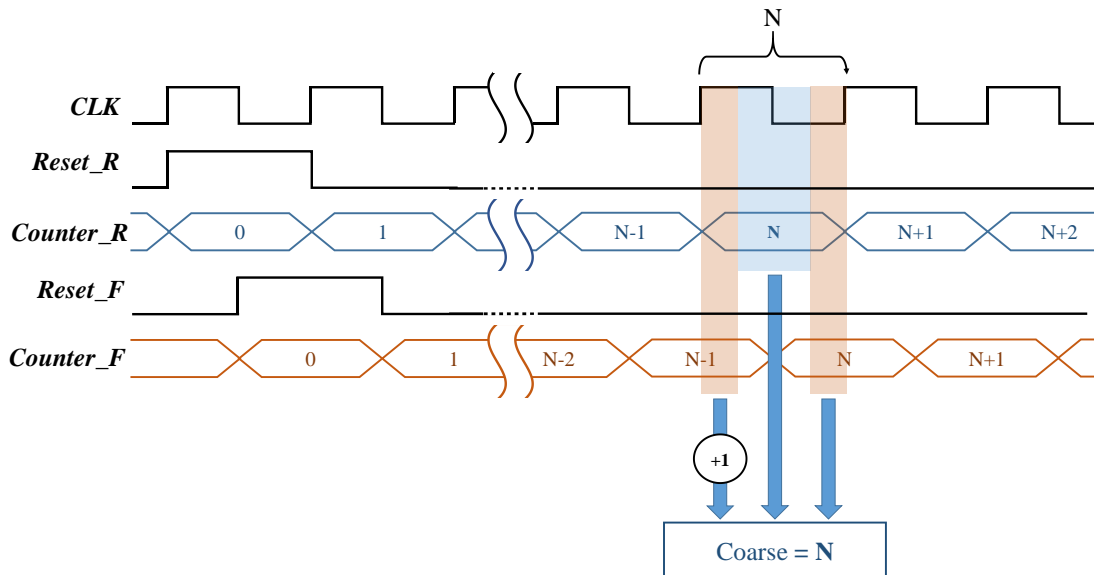 N
CLK
Reset_R
Counter_R 0 1 N-1 N N+1 N+2
Reset_F
Counter_F 0 1 N-2 N-1 N N+1
+1
Coarse = N